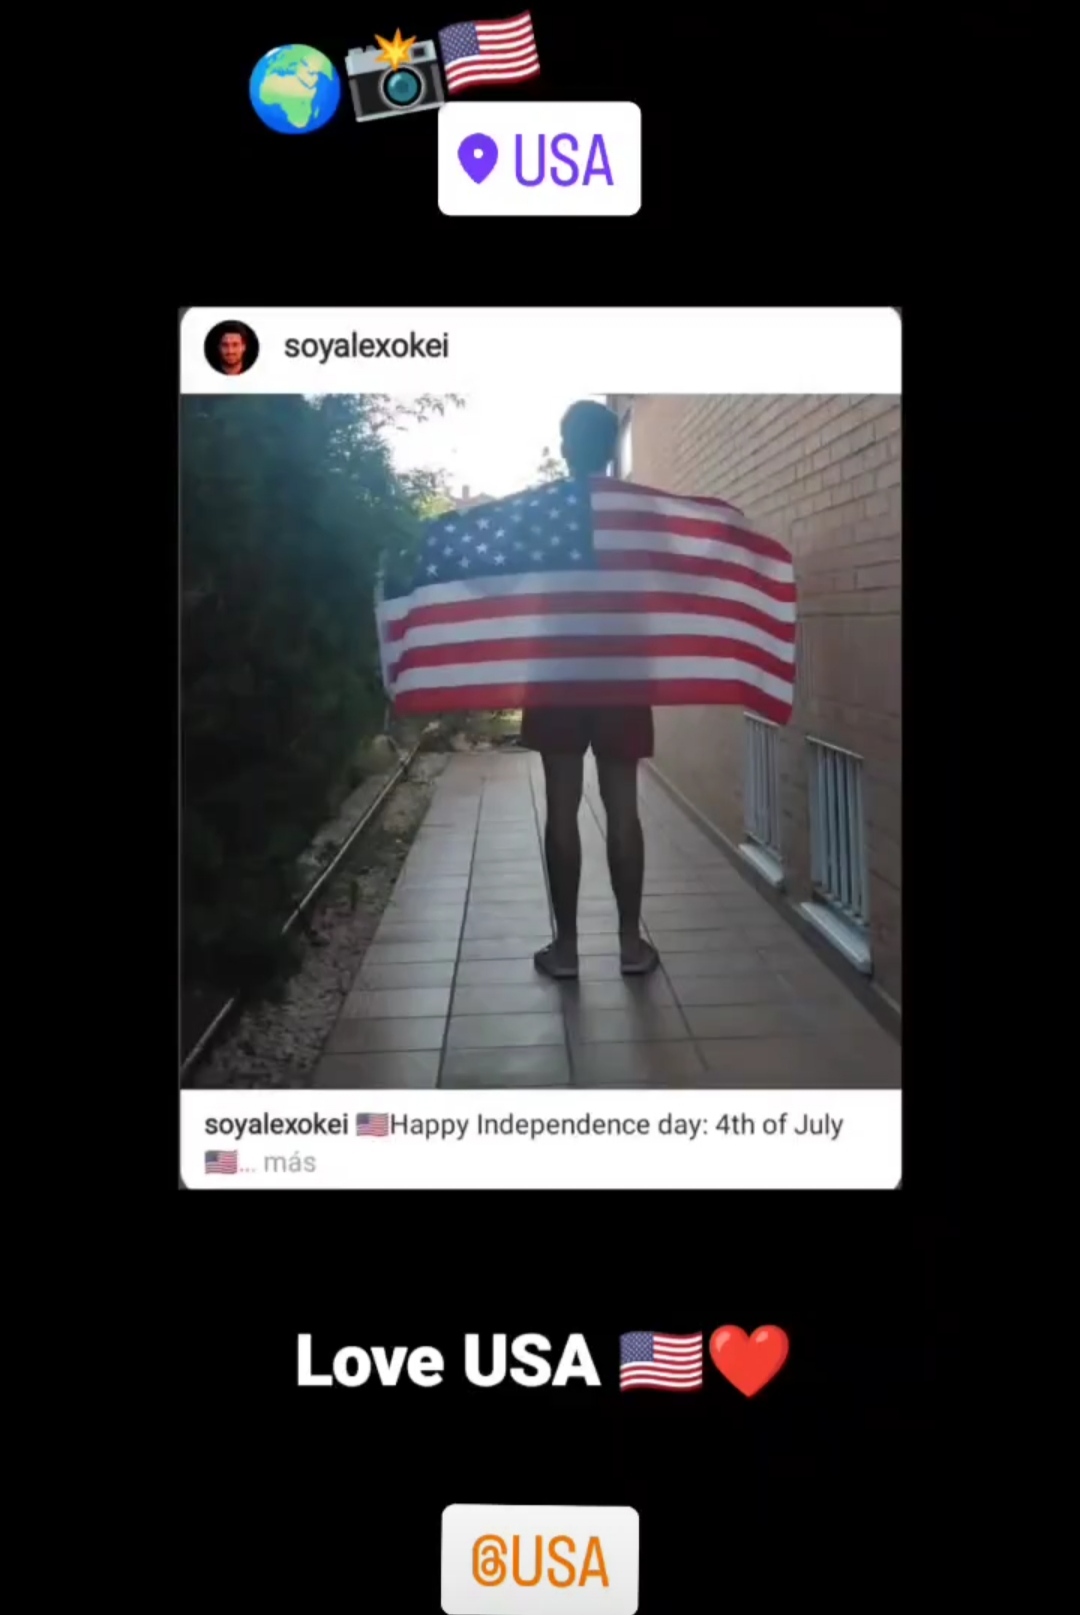 USA
soyalexokei
soyalexokei 🇺🇸Happy Independence day: 4th of July
🇺🇸... más
Love USA 🇺🇸❤️
@USA